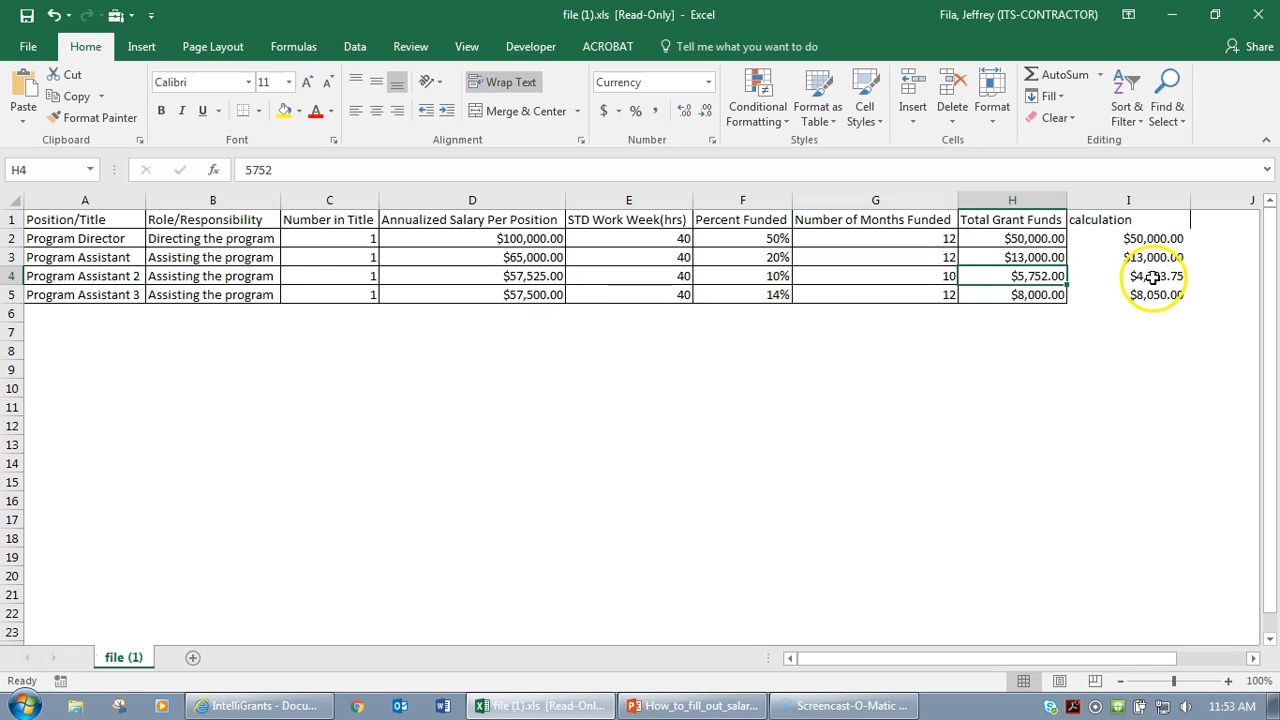 file (1).xls [Read-Only] - Excel
Fila, Jeffrey (ITS-CONTRACTOR)
File Home Insert Page Layout Formulas Data Review View Developer ACROBAT Tell me what you want to do Share
Paste Cut Copy Format Painter Clipboard
Calibri 11 B I U A Font
Wrap Text Merge & Center Alignment
Currency $ % , Number
Conditional Formatting Format as Table Cell Styles Styles
Insert Delete Format Cells
AutoSum Fill Clear Sort & Filter Find & Select Editing
H4 fx 5752
A B C D E F G H I J
1 Position/Title Role/Responsibility Number in Title Annualized Salary Per Position STD Work Week(hrs) Percent Funded Number of Months Funded Total Grant Funds calculation
2 Program Director Directing the program 1 $100,000.00 40 50% 12 $50,000.00 $50,000.00
3 Program Assistant Assisting the program 1 $65,000.00 40 20% 12 $13,000.00 $13,000.00
4 Program Assistant 2 Assisting the program 1 $57,525.00 40 10% 10 $5,752.00
5 Program Assistant 3 Assisting the program 1 $57,500.00 40 14% 12 $8,000.00 $8,050.00
6
7
8
9
10
11
12
13
14
15
16
17
18
19
20
21
22
23
file (1)
Ready 100%
IntelliGrants - Docu... file (1).xls [Read-Onl... How_to_fill_out_salar... Screencast-O-Matic ... 11:53 AM